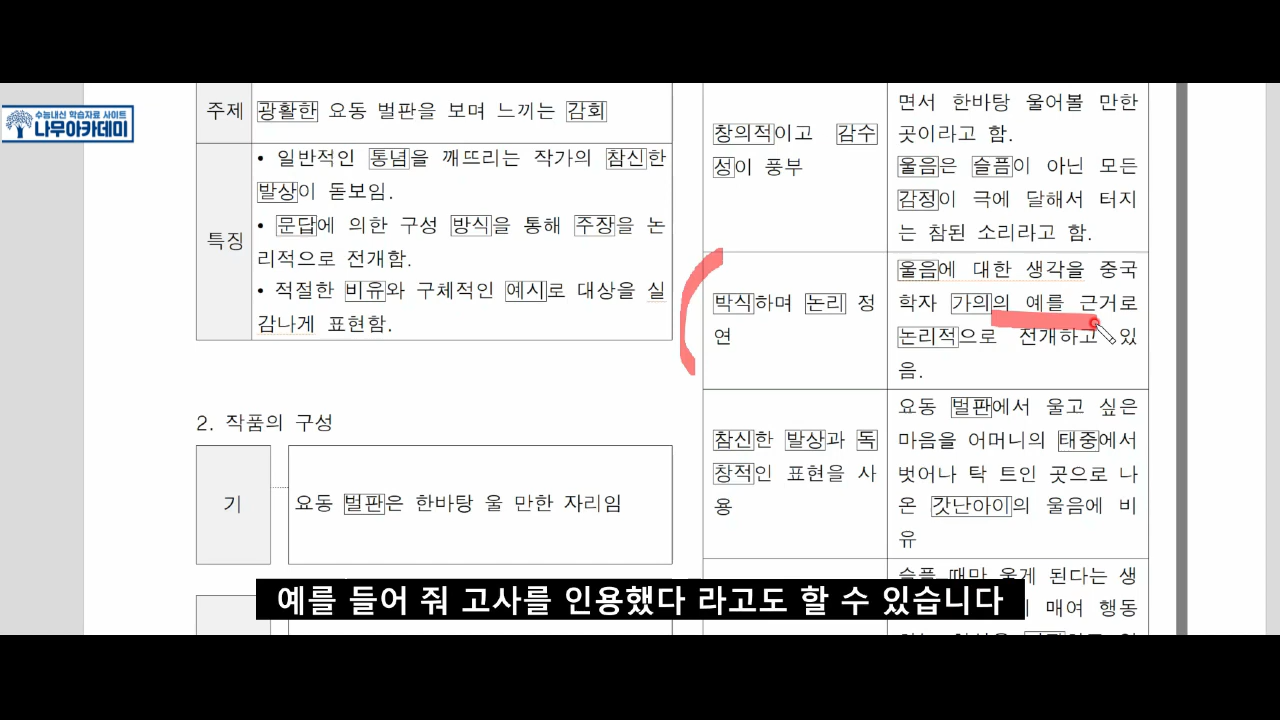 수능내신 학습자료 사이트
나무아카데미
주제
광활한 요동 벌판을 보며 느끼는 감회
특징
• 일반적인 통념을 깨뜨리는 작가의 참신한
발상이 돋보임.
• 문답에 의한 구성 방식을 통해 주장을 논
리적으로 전개함.
• 적절한 비유와 구체적인 예시로 대상을 실
감나게 표현함.
2. 작품의 구성
기
요동 벌판은 한바탕 울 만한 자리임
창의적이고 감수
성이 풍부
면서 한바탕 울어볼 만한
곳이라고 함.
울음은 슬픔이 아닌 모든
감정이 극에 달해서 터지
는 참된 소리라고 함.
박식하며 논리 정
연
울음에 대한 생각을 중국
학자 가의의 예를 근거로
논리적으로 전개하고 있
음.
참신한 발상과 독
창적인 표현을 사
용
요동 벌판에서 울고 싶은
마음을 어머니의 태중에서
벗어나 탁 트인 곳으로 나
온 갓난아이의 울음에 비
유
슬플 때만 울게 된다는 생
매여 행동
예를 들어 줘 고사를 인용했다 라고도 할 수 있습니다